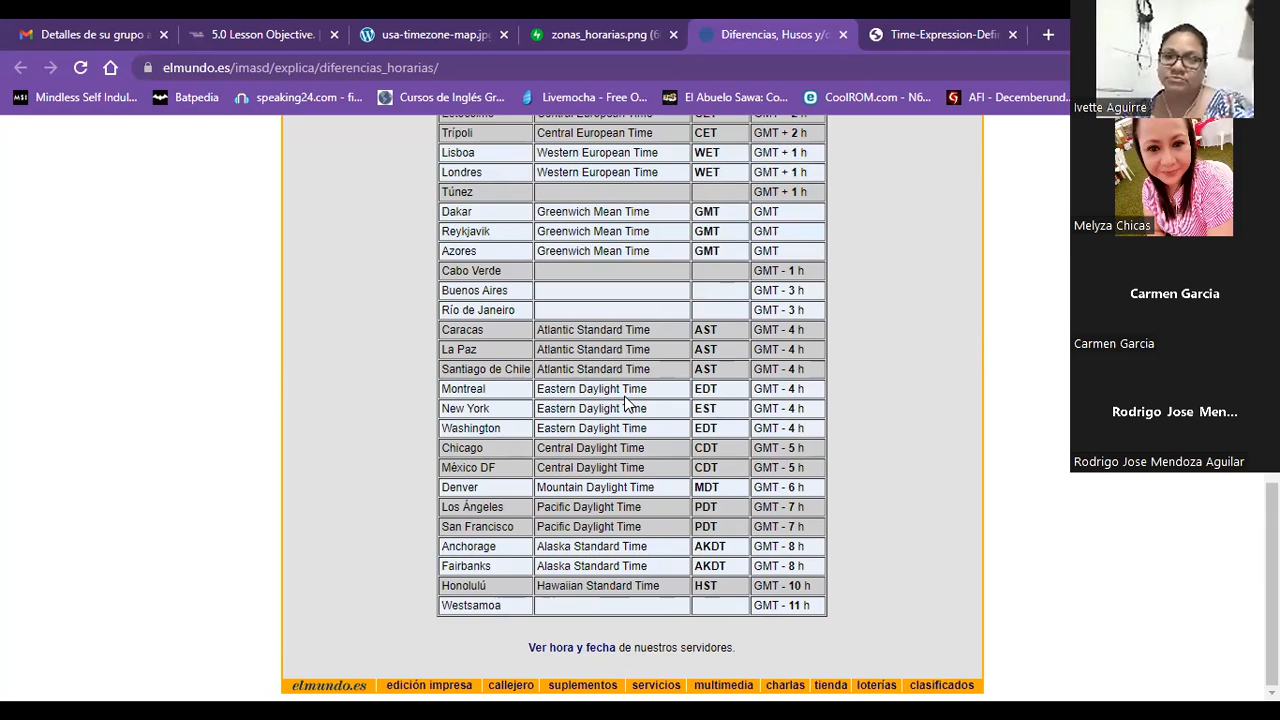 Detalles de su grupo a
5.0 Lesson Objective.
usa-timezone-map.jpg
zonas_horarias.png (6
Diferencias, Husos y/
Time-Expression-Defi
elmundo.es/imasd/explica/diferencias_horarias/
Mindless Self Indul...
Batpedia
speaking24.com - fi...
Cursos de Inglés Gr...
Livemocha - Free O...
El Abuelo Sawa: Co...
CoolROM.com - N6...
AFI - Decemberund
Estocolmo Central European Time CET GMT + 2 h
Trípoli Central European Time CET GMT + 2 h
Lisboa Western European Time WET GMT + 1 h
Londres Western European Time WET GMT + 1 h
Túnez GMT + 1 h
Dakar Greenwich Mean Time GMT GMT
Reykjavik Greenwich Mean Time GMT GMT
Azores Greenwich Mean Time GMT GMT
Cabo Verde GMT - 1 h
Buenos Aires GMT - 3 h
Río de Janeiro GMT - 3 h
Caracas Atlantic Standard Time AST GMT - 4 h
La Paz Atlantic Standard Time AST GMT - 4 h
Santiago de Chile Atlantic Standard Time AST GMT - 4 h
Montreal Eastern Daylight Time EDT GMT - 4 h
New York Eastern Daylight Time EST GMT - 4 h
Washington Eastern Daylight Time EDT GMT - 4 h
Chicago Central Daylight Time CDT GMT - 5 h
México DF Central Daylight Time CDT GMT - 5 h
Denver Mountain Daylight Time MDT GMT - 6 h
Los Ángeles Pacific Daylight Time PDT GMT - 7 h
San Francisco Pacific Daylight Time PDT GMT - 7 h
Anchorage Alaska Standard Time AKDT GMT - 8 h
Fairbanks Alaska Standard Time AKDT GMT - 8 h
Honolulú Hawaiian Standard Time HST GMT - 10 h
Westsamoa GMT - 11 h
Ver hora y fecha de nuestros servidores.
elmundo.es edición impresa callejero suplementos servicios multimedia charlas tienda loterías clasificados
Ivette Aguirre
Melyza Chicas
Carmen Garcia
Carmen Garcia
Rodrigo Jose Men...
Rodrigo Jose Mendoza Aguilar